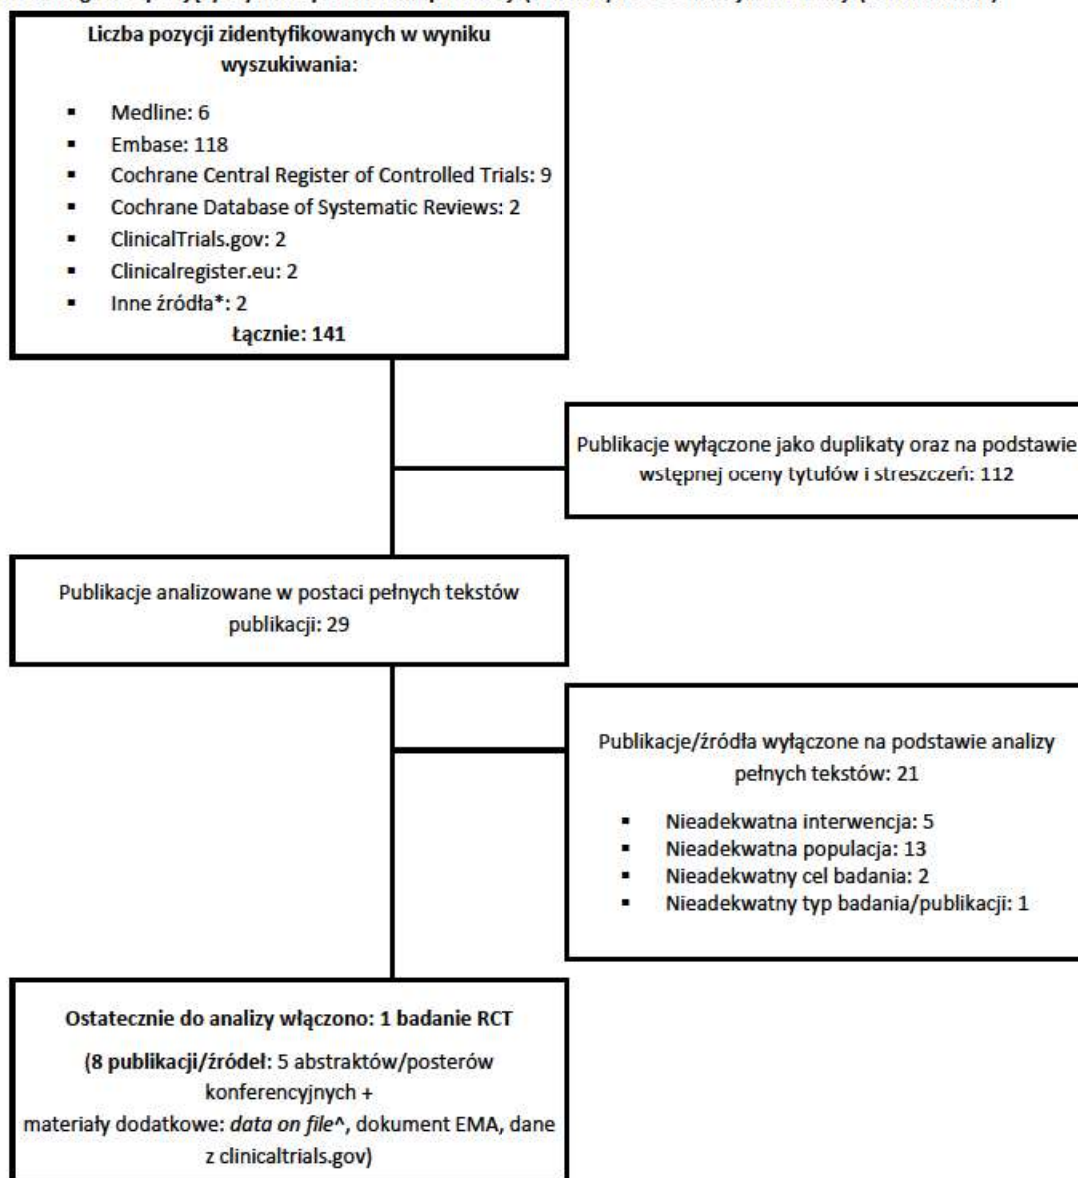 Liczba pozycji zidentyfikowanych w wyniku
wyszukiwania:
▪ Medline: 6
▪ Embase: 118
▪ Cochrane Central Register of Controlled Trials: 9
▪ Cochrane Database of Systematic Reviews: 2
▪ ClinicalTrials.gov: 2
▪ Clinicalregister.eu: 2
▪ Inne źródła*: 2
Łącznie: 141
Publikacje wyłączone jako duplikaty oraz na podstawie
wstępnej oceny tytułów i streszczeń: 112
Publikacje analizowane w postaci pełnych tekstów
publikacji: 29
Publikacje/źródła wyłączone na podstawie analizy
pełnych tekstów: 21
▪ Nieadekwatna interwencja: 5
▪ Nieadekwatna populacja: 13
▪ Nieadekwatny cel badania: 2
▪ Nieadekwatny typ badania/publikacji: 1
Ostatecznie do analizy włączono: 1 badanie RCT
(8 publikacji/źródeł: 5 abstraktów/posterów
konferencyjnych +
materiały dodatkowe: data on file^, dokument EMA, dane
z clinicaltrials.gov)